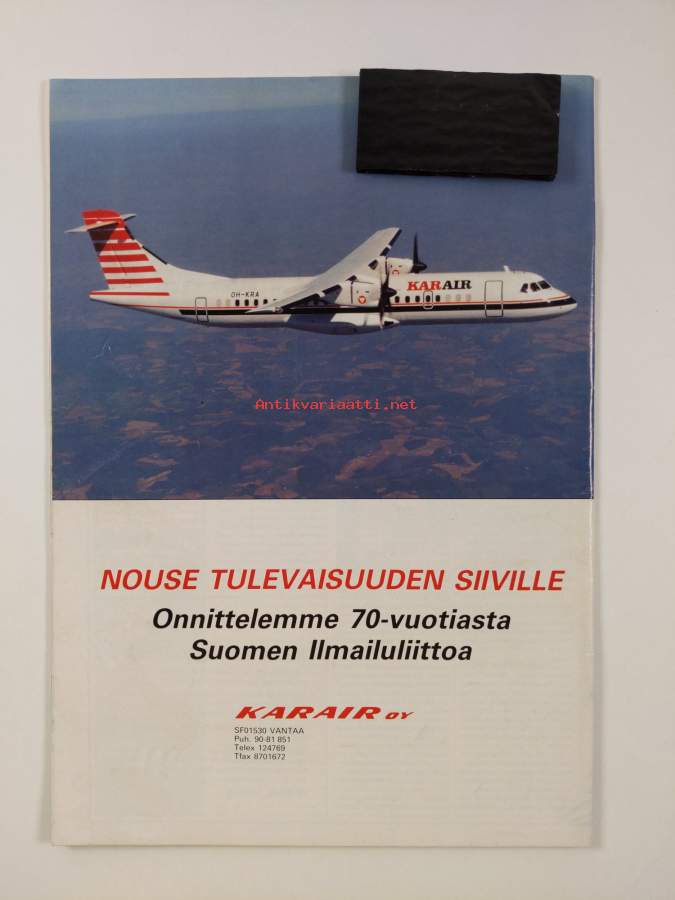 OH-KRA
KARAIR
Antikvariaatti.net
NOUSE TULEVAISUUDEN SIIVILLE
Onnittelemme 70-vuotiasta
Suomen Ilmailuliittoa
KARAIR OY
SF01530 VANTAA
Puh. 90-81 851
Telex 124769
Tfax 8701672